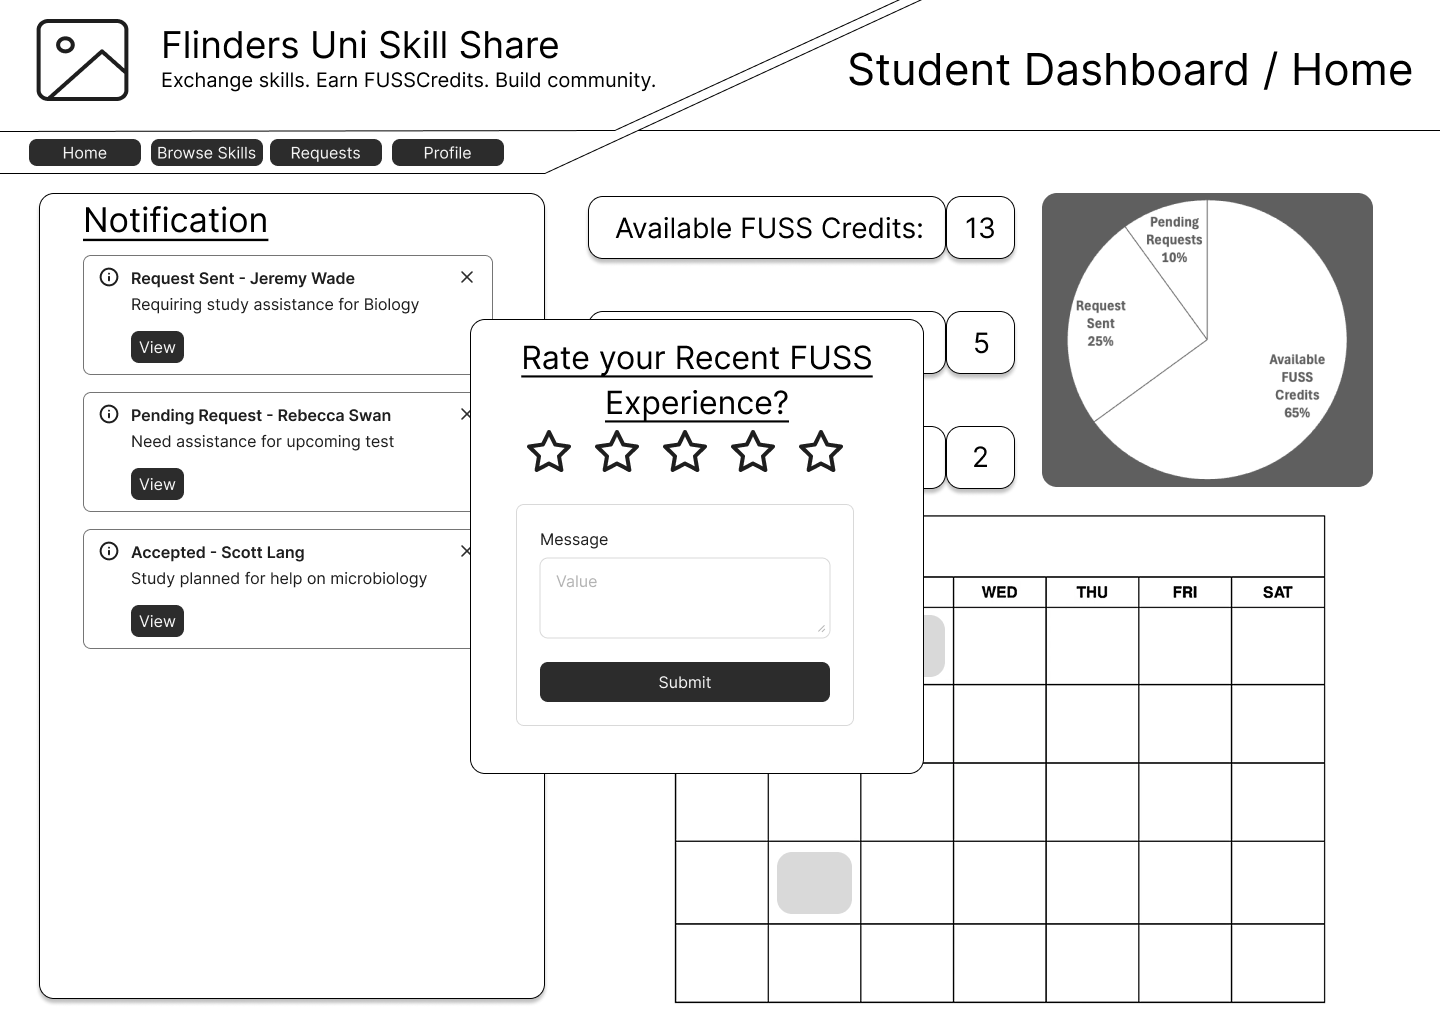 Flinders Uni Skill Share
Exchange skills. Earn FUSSCredits. Build community.
Student Dashboard / Home
Home
Browse Skills
Requests
Profile
Notification
Request Sent - Jeremy Wade
Requiring study assistance for Biology
View
Pending Request - Rebecca Swan
Need assistance for upcoming test
View
Accepted - Scott Lang
Study planned for help on microbiology
View
Available FUSS Credits:
13
5
2
Pending
Requests
10%
Request
Sent
25%
Available
FUSS
Credits
65%
Rate your Recent FUSS
Experience?
Message
Value
Submit
WED
THU
FRI
SAT